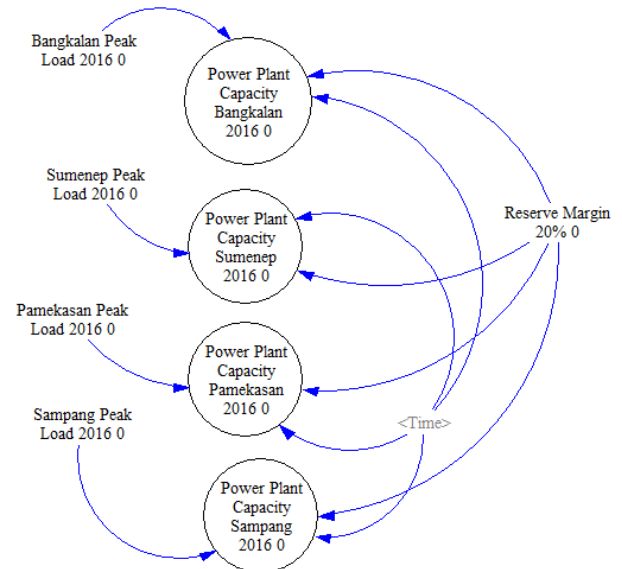 Bangkalan Peak
Load 2016 0
Power Plant
Capacity
Bangkalan
2016 0
Sumenep Peak
Load 2016 0
Power Plant
Capacity
Sumenep
2016 0
Reserve Margin
20% 0
Pamekasan Peak
Load 2016 0
Power Plant
Capacity
Pamekasan
2016 0
<Time>
Sampang Peak
Load 2016 0
Power Plant
Capacity
Sampang
2016 0